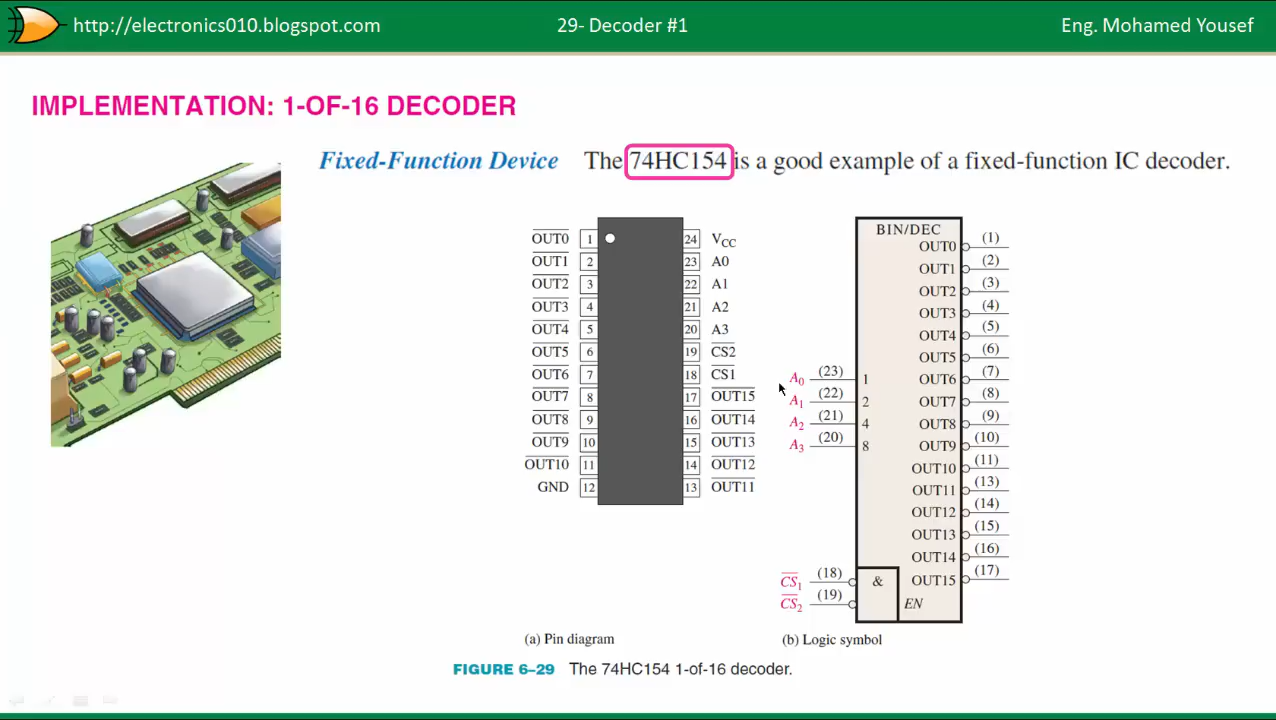 http://electronics010.blogspot.com
29- Decoder #1
Eng. Mohamed Yousef
IMPLEMENTATION: 1-OF-16 DECODER
Fixed-Function Device The 74HC154 is a good example of a fixed-function IC decoder.
OUT0 1 24 VCC
OUT1 2 23 A0
OUT2 3 22 A1
OUT3 4 21 A2
OUT4 5 20 A3
OUT5 6 19 CS2
OUT6 7 18 CS1
OUT7 8 17 OUT15
OUT8 9 16 OUT14
OUT9 10 15 OUT13
OUT10 11 14 OUT12
GND 12 13 OUT11
(a) Pin diagram
BIN/DEC
OUT0 (1)
OUT1 (2)
OUT2 (3)
OUT3 (4)
OUT4 (5)
OUT5 (6)
A0 (23) 1 OUT6 (7)
A1 (22) 2 OUT7 (8)
A2 (21) 4 OUT8 (9)
A3 (20) 8 OUT9 (10)
OUT10 (11)
OUT11 (13)
OUT12 (14)
OUT13 (15)
OUT14 (16)
CS1 (18) & OUT15 (17)
CS2 (19) EN
(b) Logic symbol
FIGURE 6–29 The 74HC154 1-of-16 decoder.